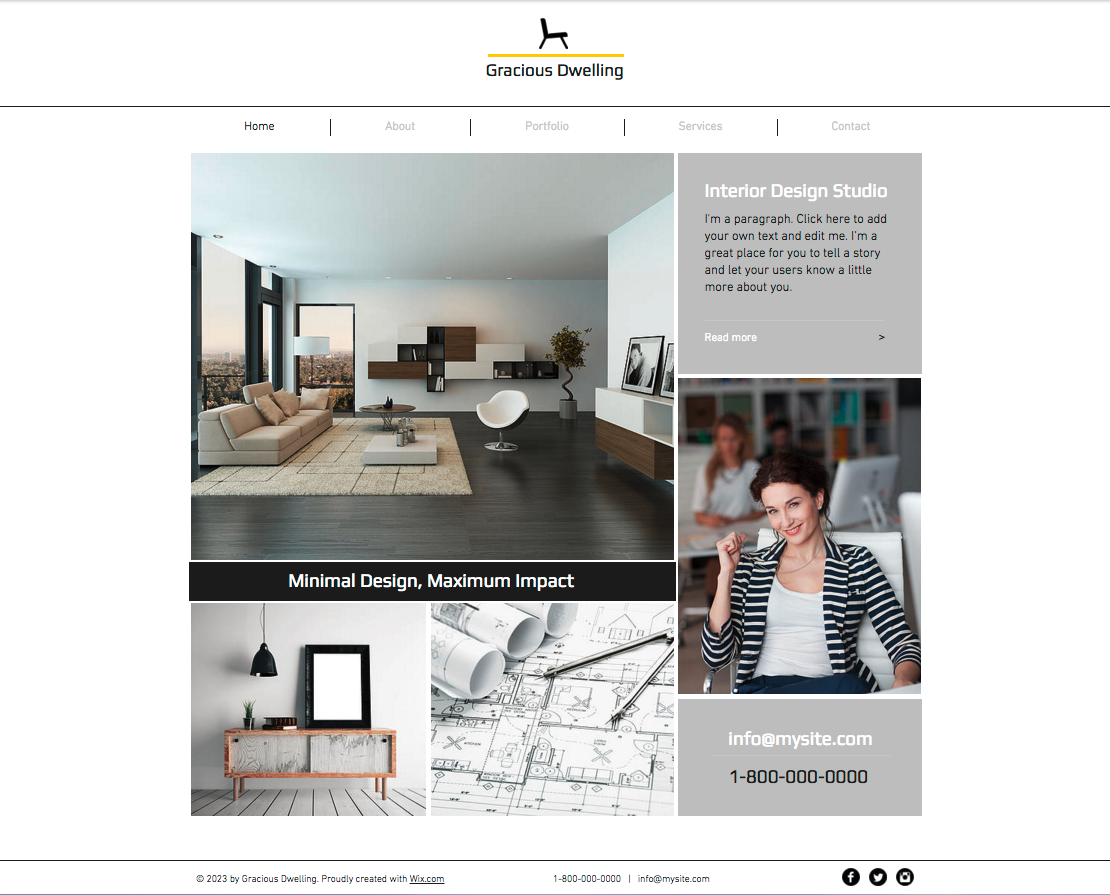 Gracious Dwelling
Home
About
Portfolio
Services
Contact
Interior Design Studio
I'm a paragraph. Click here to add
your own text and edit me. I'm a
great place for you to tell a story
and let your users know a little
more about you.
Read more >
Minimal Design, Maximum Impact
info@mysite.com
1-800-000-0000
© 2023 by Gracious Dwelling. Proudly created with Wix.com
1-800-000-0000 | info@mysite.com